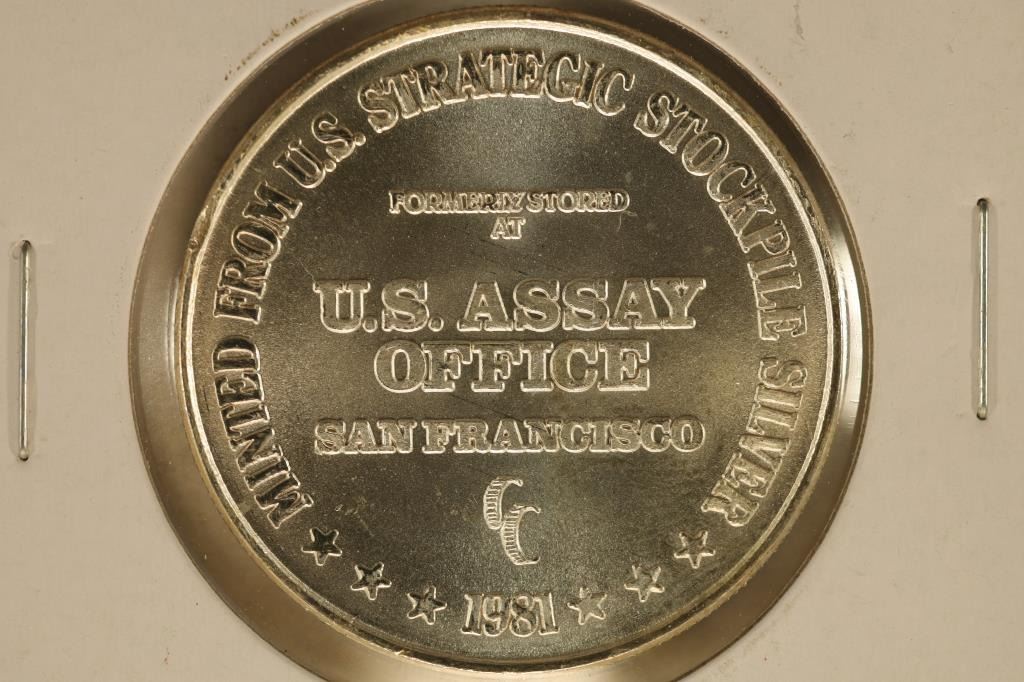 MINTED FROM U.S. STRATEGIC STOCKPILE SILVER
FORMERLY STORED
AT
U.S. ASSAY
OFFICE
SAN FRANCISCO
1981